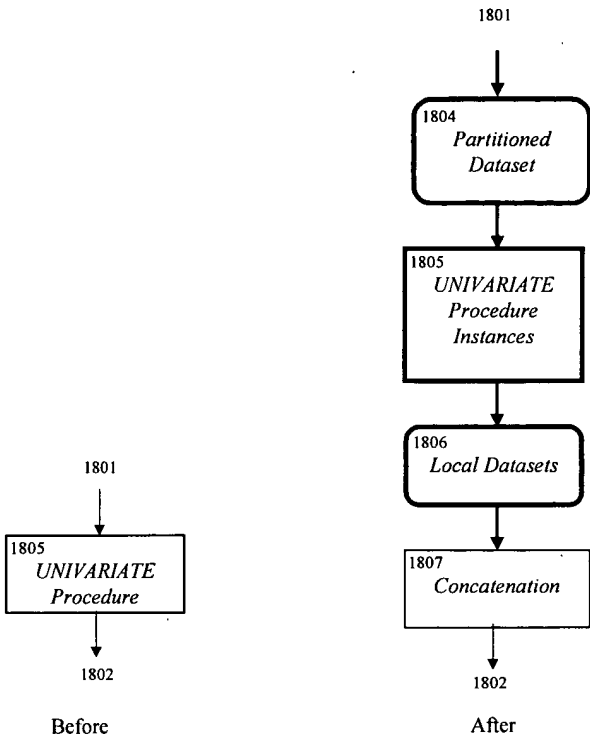 1801
1805
UNIVARIATE
Procedure
1802
Before
1801
1804
Partitioned
Dataset
1805
UNIVARIATE
Procedure
Instances
1806
Local Datasets
1807
Concatenation
1802
After